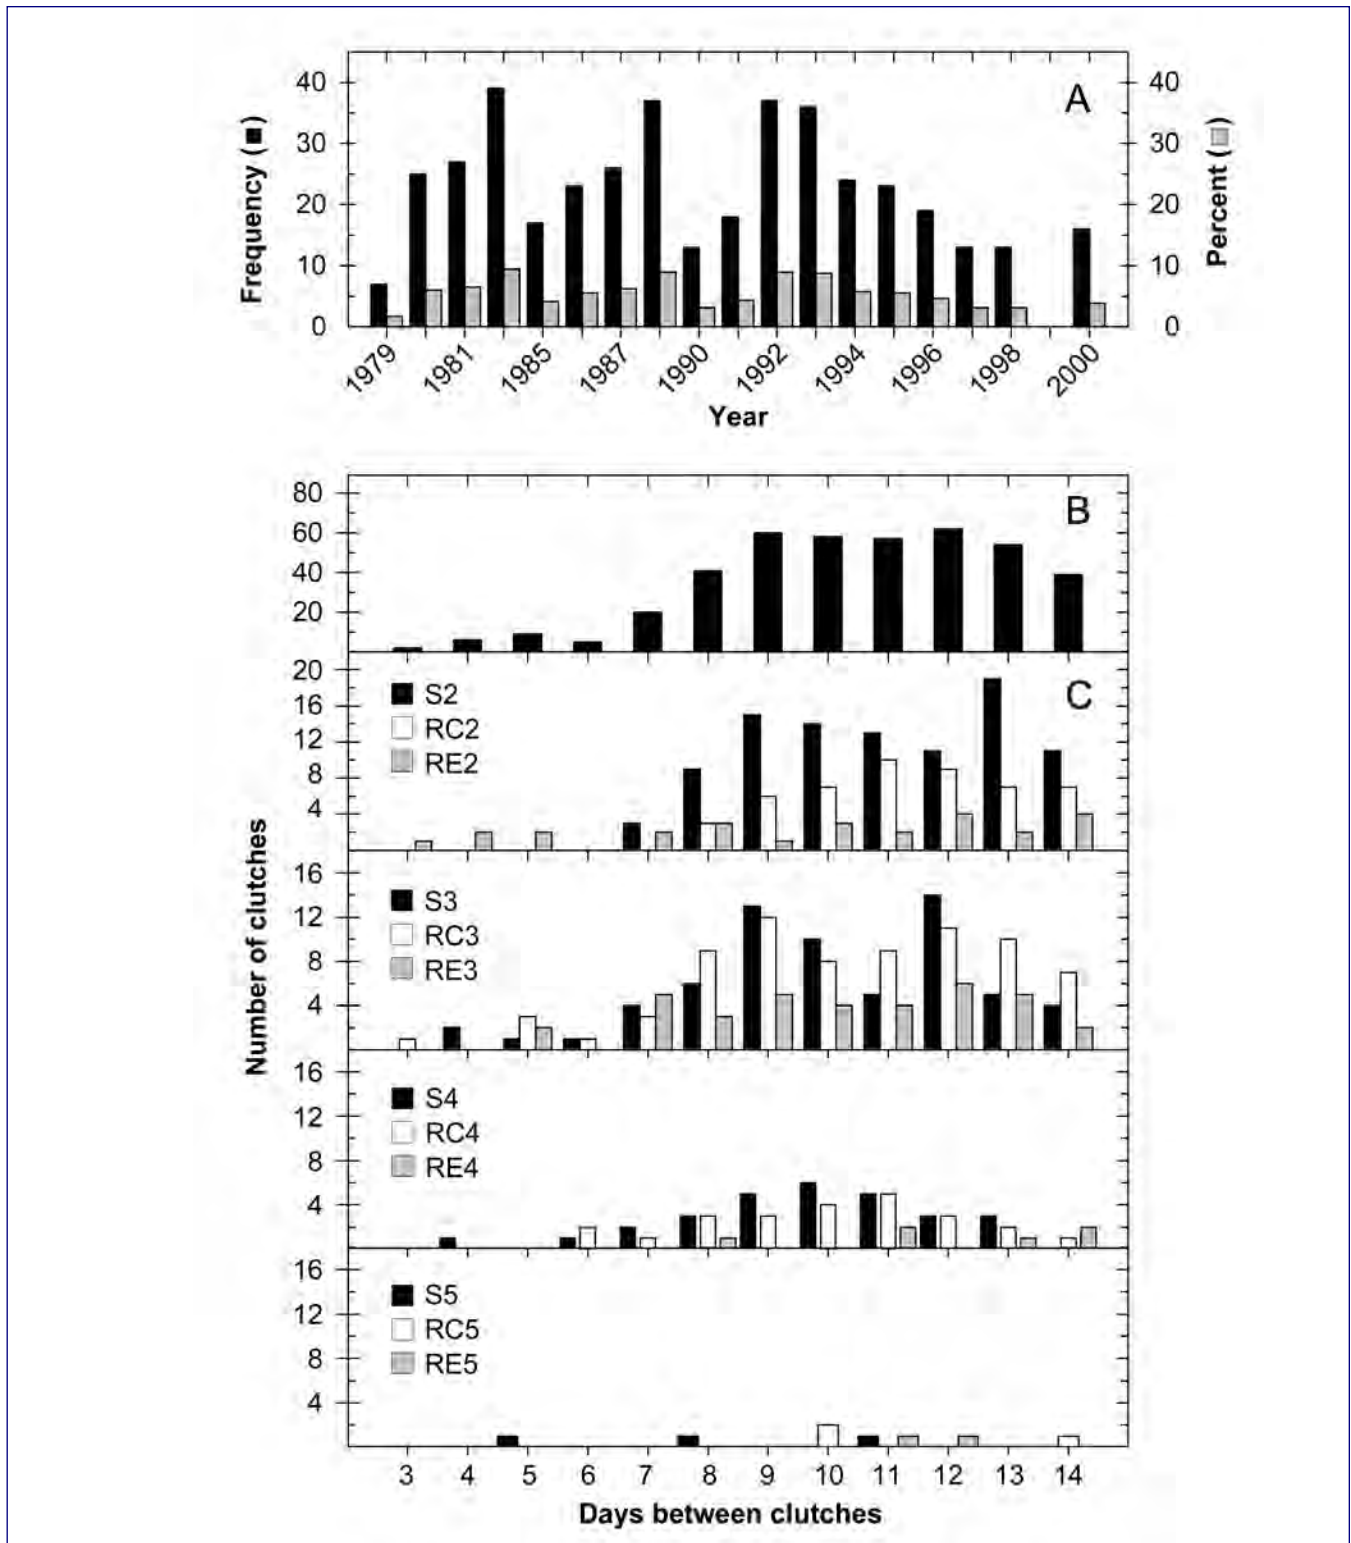 A
Frequency (■)
40
30
20
10
0
40
30
20
10
0
Percent (■)
1979
1981
1985
1987
1990
1992
1994
1996
1998
2000
Year
B
80
60
40
20
C
20
16
12
8
4
S2
RC2
RE2
Number of clutches
16
12
8
4
S3
RC3
RE3
16
12
8
4
S4
RC4
RE4
16
12
8
4
S5
RC5
RE5
3 4 5 6 7 8 9 10 11 12 13 14
Days between clutches